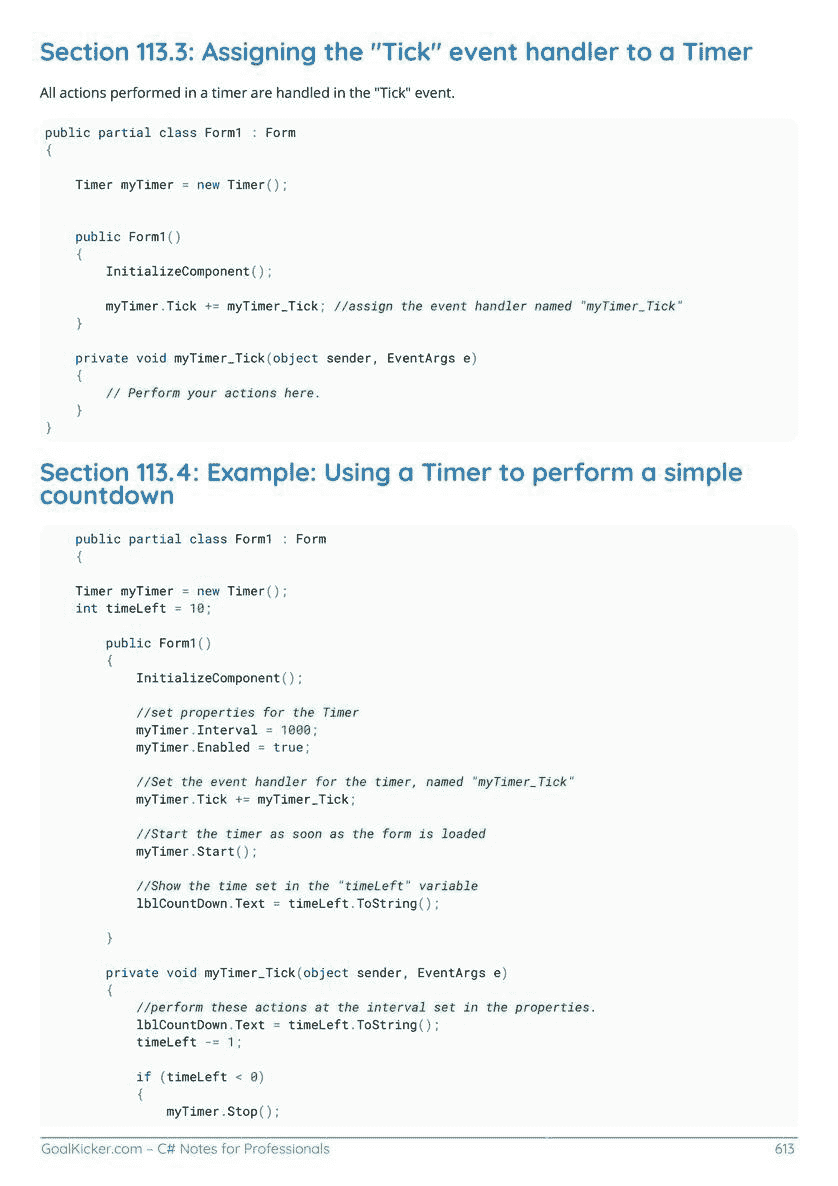 Section 113.3: Assigning the "Tick" event handler to a Timer
All actions performed in a timer are handled in the "Tick" event.
public partial class Form1 : Form
{
    Timer myTimer = new Timer();
    public Form1()
    {
        InitializeComponent();
        myTimer.Tick += myTimer_Tick; //assign the event handler named "myTimer_Tick"
    }
    private void myTimer_Tick(object sender, EventArgs e)
    {
        // Perform your actions here.
    }
}
Section 113.4: Example: Using a Timer to perform a simple
countdown
    public partial class Form1 : Form
    {
    Timer myTimer = new Timer();
    int timeLeft = 10;
        public Form1()
        {
            InitializeComponent();
            //set properties for the Timer
            myTimer.Interval = 1000;
            myTimer.Enabled = true;
            //Set the event handler for the timer, named "myTimer_Tick"
            myTimer.Tick += myTimer_Tick;
            //Start the timer as soon as the form is loaded
            myTimer.Start();
            //Show the time set in the "timeLeft" variable
            lblCountDown.Text = timeLeft.ToString();
        }
        private void myTimer_Tick(object sender, EventArgs e)
        {
            //perform these actions at the interval set in the properties.
            lblCountDown.Text = timeLeft.ToString();
            timeLeft -= 1;
            if (timeLeft < 0)
            {
                myTimer.Stop();
GoalKicker.com – C# Notes for Professionals 613